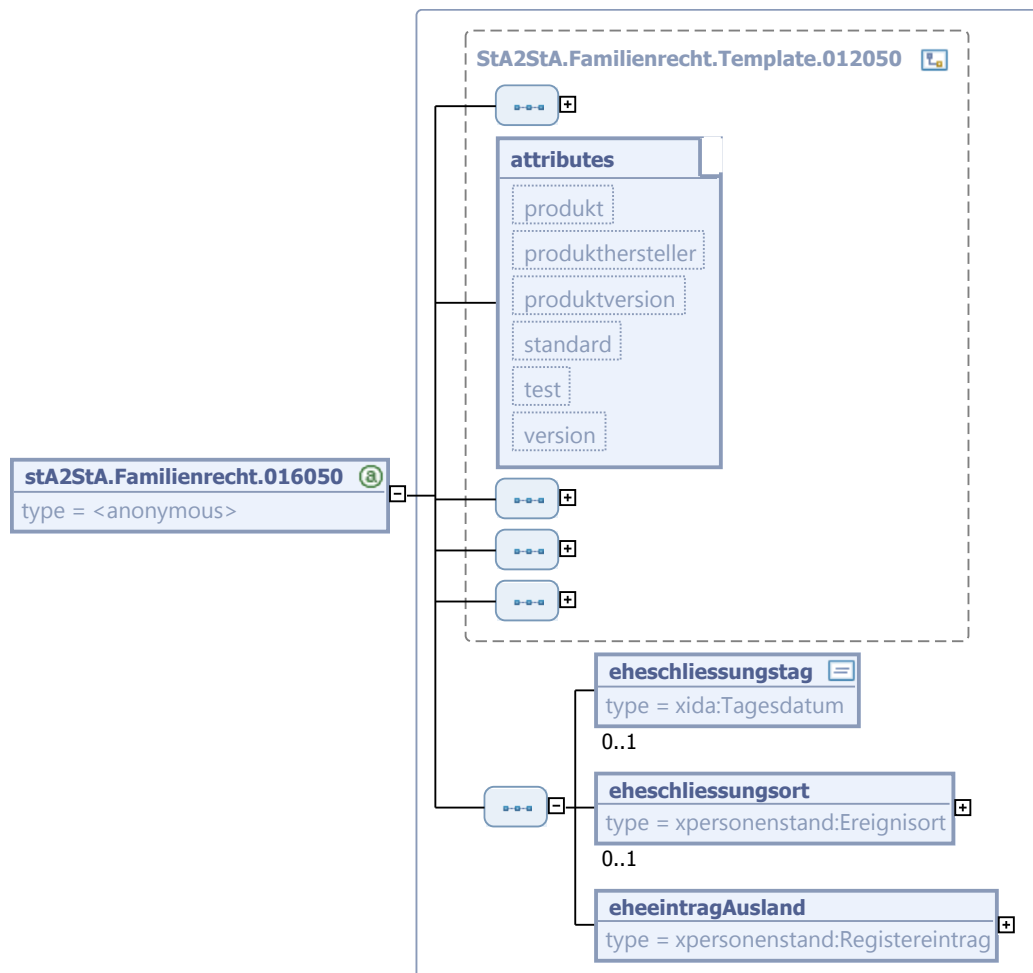 StA2StA.Familienrecht.Template.012050
attributes
produkt
produkthersteller
produktversion
standard
test
version
stA2StA.Familienrecht.016050 a
type = <anonymous>
eheschliessungstag
type = xida:Tagesdatum
0..1
eheschliessungsort
type = xpersonenstand:Ereignisort
0..1
eheeintragAusland
type = xpersonenstand:Registereintrag